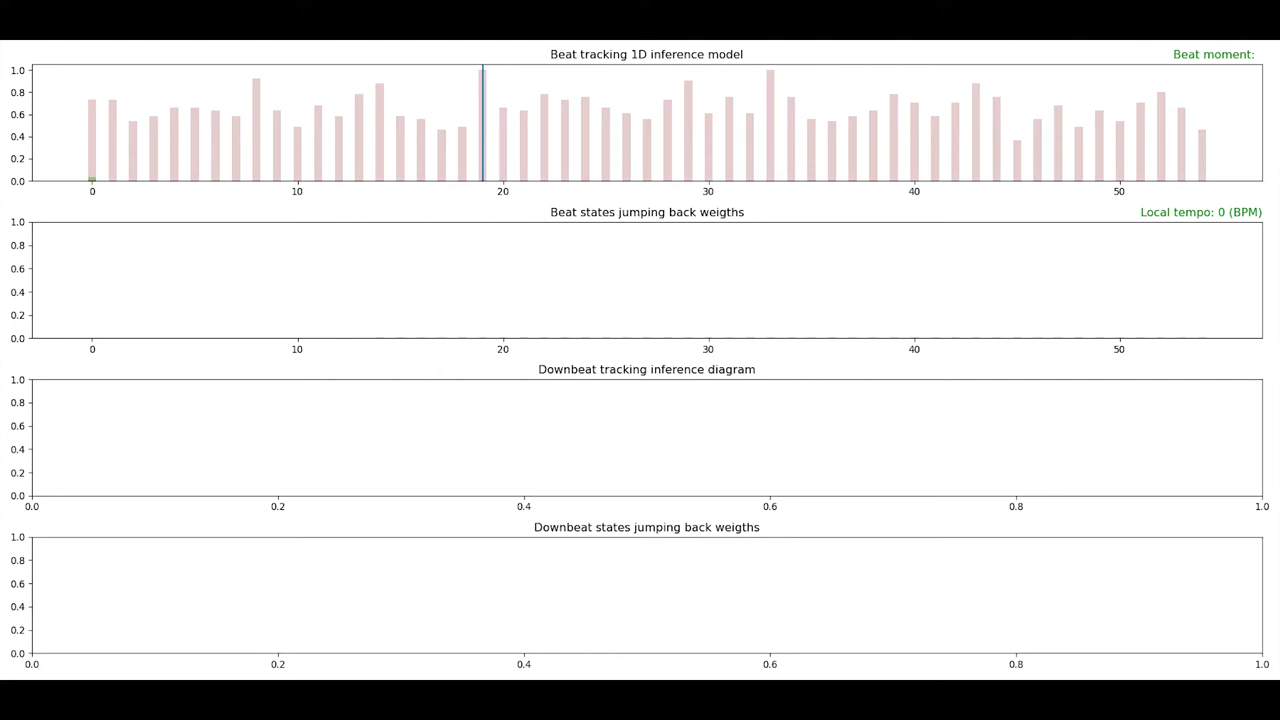 Beat tracking 1D inference model
Beat moment:
1.0
0.8
0.6
0.4
0.2
0.0
0 10 20 30 40 50
Beat states jumping back weigths
Local tempo: 0 (BPM)
1.0
0.8
0.6
0.4
0.2
0.0
0 10 20 30 40 50
Downbeat tracking inference diagram
1.0
0.8
0.6
0.4
0.2
0.0
0.0 0.2 0.4 0.6 0.8 1.0
Downbeat states jumping back weigths
1.0
0.8
0.6
0.4
0.2
0.0
0.0 0.2 0.4 0.6 0.8 1.0